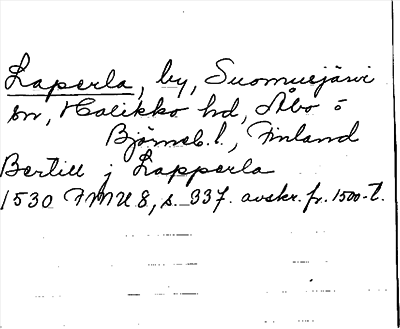 Laperla, by, Suomusjärvi
sn, Halikko hd, Åbo o
Björneb. l., Finland
Bertill j Lapperla
1530 FMU 8, s. 337. avskr. fr. 1500-t.